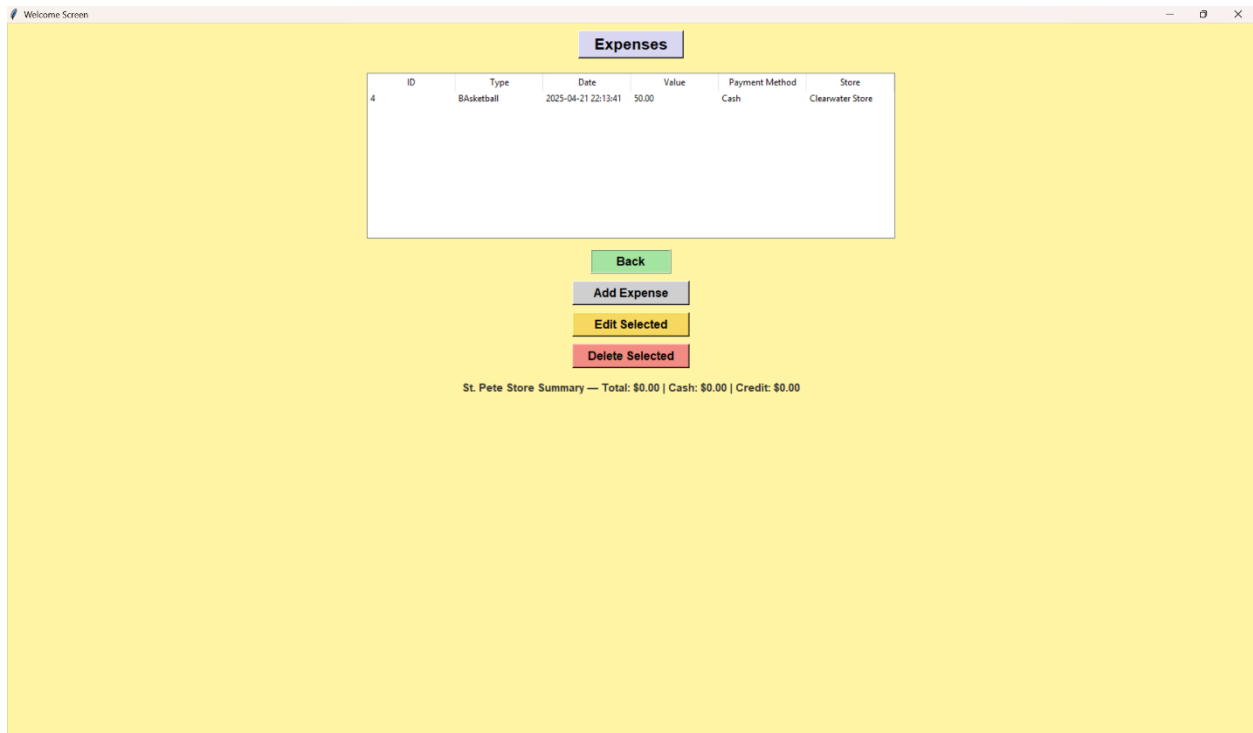 Welcome Screen
Expenses
ID Type Date Value Payment Method Store
4 BAsketball 2025-04-21 22:13:41 50.00 Cash Clearwater Store
Back
Add Expense
Edit Selected
Delete Selected
St. Pete Store Summary — Total: $0.00 | Cash: $0.00 | Credit: $0.00